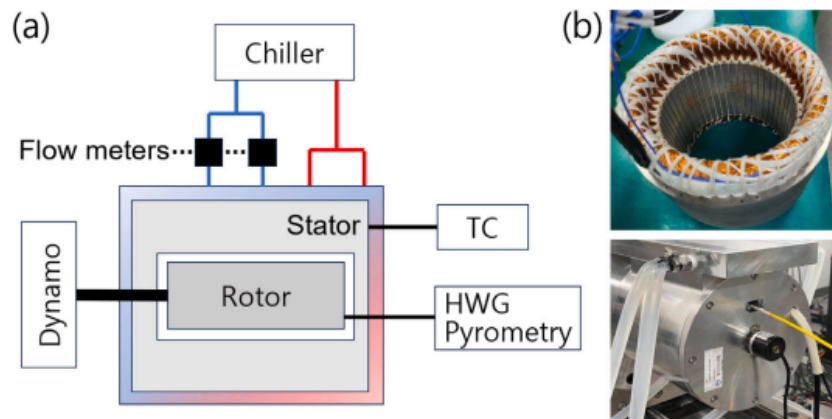 (a)
(b)
Chiller
Flow meters
Stator
TC
Dynamo
Rotor
HWG
Pyrometry